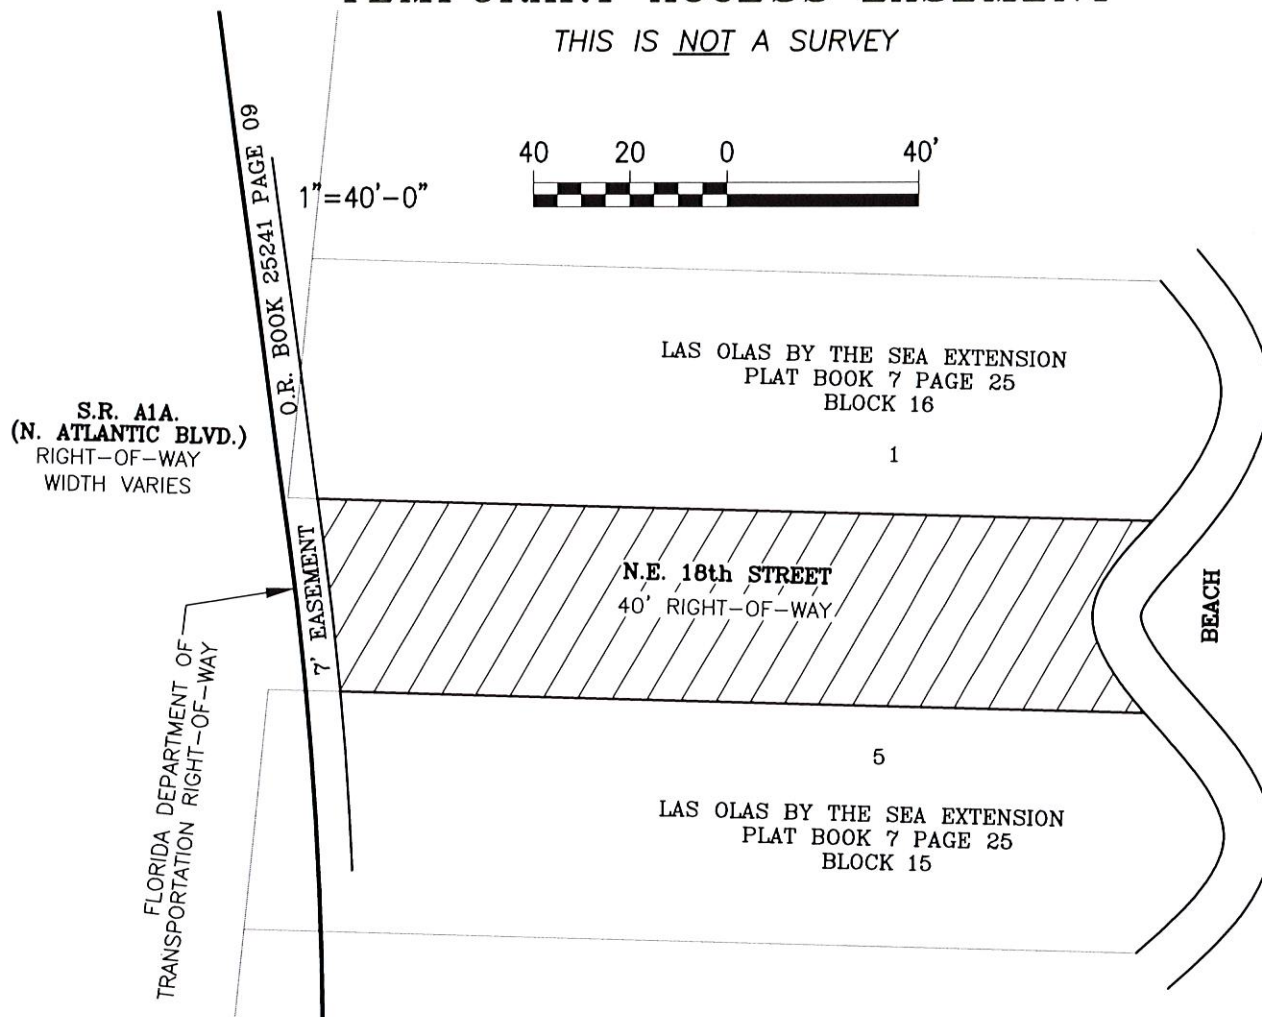 TEMPORARY ACCESS EASEMENT
THIS IS NOT A SURVEY
40 20 0 40'
1"=40'-0"
O.R. BOOK 25241 PAGE 09
LAS OLAS BY THE SEA EXTENSION
PLAT BOOK 7 PAGE 25
BLOCK 16
1
S.R. A1A.
(N. ATLANTIC BLVD.)
RIGHT-OF-WAY
WIDTH VARIES
7' EASEMENT
N.E. 18th STREET
40' RIGHT-OF-WAY
BEACH
FLORIDA DEPARTMENT OF
TRANSPORTATION RIGHT-OF-WAY
5
LAS OLAS BY THE SEA EXTENSION
PLAT BOOK 7 PAGE 25
BLOCK 15